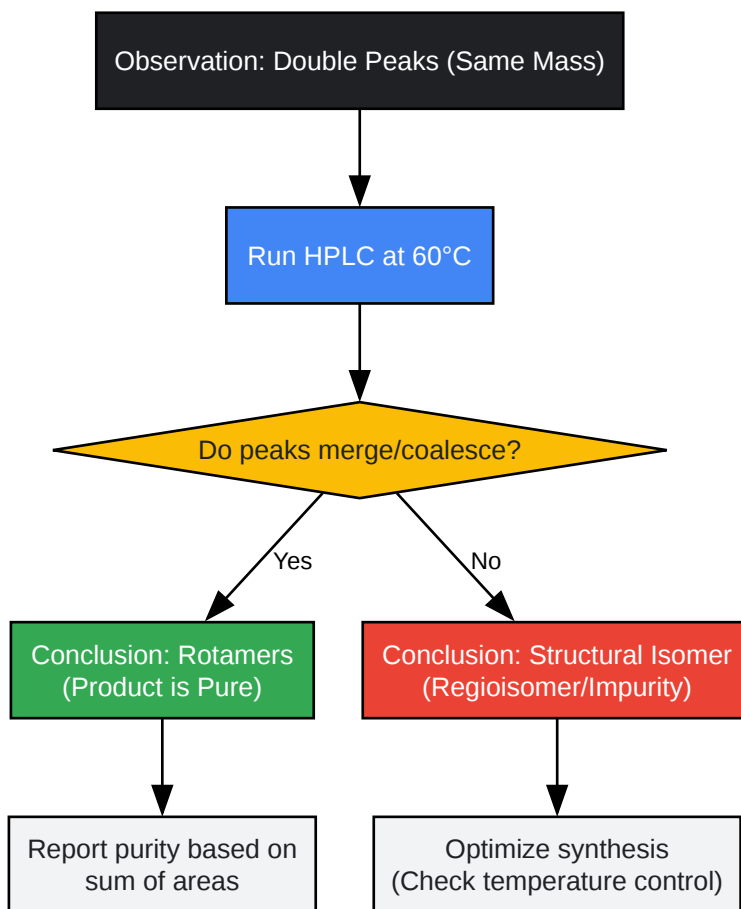 Observation: Double Peaks (Same Mass)
Run HPLC at 60°C
Do peaks merge/coalesce?
Yes
No
Conclusion: Rotamers
(Product is Pure)
Conclusion: Structural Isomer
(Regioisomer/Impurity)
Report purity based on
sum of areas
Optimize synthesis
(Check temperature control)